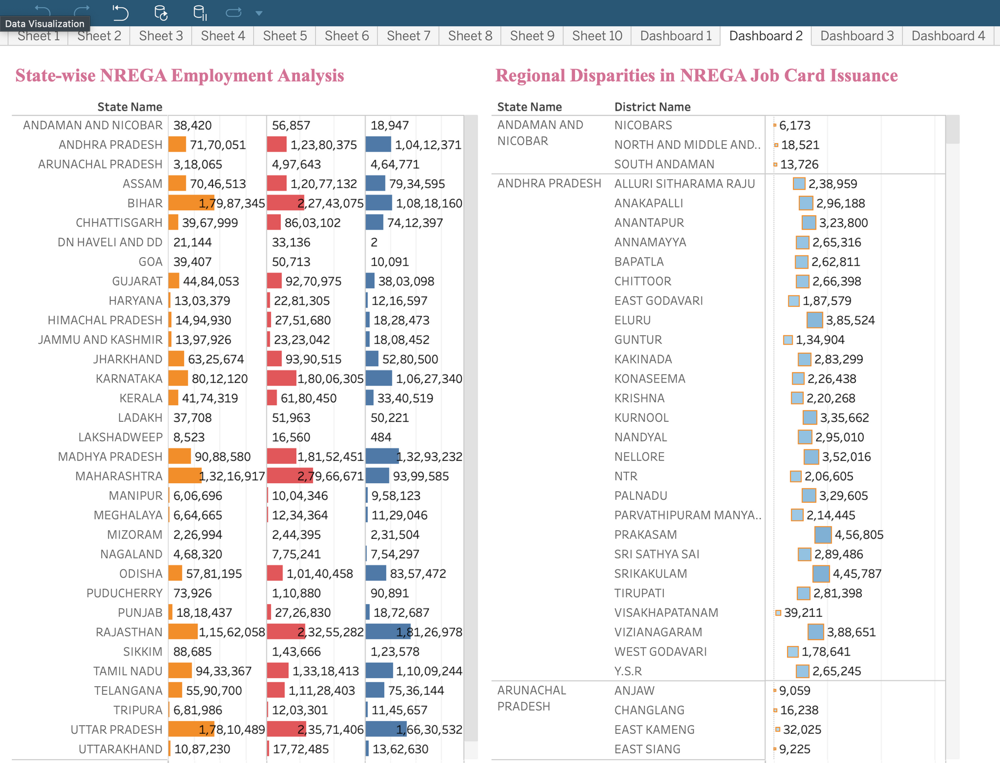 Data Visualization
Sheet 1 Sheet 2 Sheet 3 Sheet 4 Sheet 5 Sheet 6 Sheet 7 Sheet 8 Sheet 9 Sheet 10 Dashboard 1 Dashboard 2 Dashboard 3 Dashboard 4
State-wise NREGA Employment Analysis
State Name
ANDAMAN AND NICOBAR 38,420 56,857 18,947
ANDHRA PRADESH 71,70,051 1,23,80,375 1,04,12,371
ARUNACHAL PRADESH 3,18,065 4,97,643 4,64,771
ASSAM 70,46,513 1,20,77,132 79,34,595
BIHAR 1,79,87,345 2,27,43,075 1,08,18,160
CHHATTISGARH 39,67,999 86,03,102 74,12,397
DN HAVELI AND DD 21,144 33,136 2
GOA 39,407 50,713 10,091
GUJARAT 44,84,053 92,70,975 38,03,098
HARYANA 13,03,379 22,81,305 12,16,597
HIMACHAL PRADESH 14,94,930 27,51,680 18,28,473
JAMMU AND KASHMIR 13,97,926 23,23,042 18,08,452
JHARKHAND 63,25,674 93,90,515 52,80,500
KARNATAKA 80,12,120 1,80,06,305 1,06,27,340
KERALA 41,74,319 61,80,450 33,40,519
LADAKH 37,708 51,963 50,221
LAKSHADWEEP 8,523 16,560 484
MADHYA PRADESH 90,88,580 1,81,52,451 1,32,93,232
MAHARASHTRA 1,32,16,917 2,79,66,671 93,99,585
MANIPUR 6,06,696 10,04,346 9,58,123
MEGHALAYA 6,64,665 12,34,364 11,29,046
MIZORAM 2,26,994 2,44,395 2,31,504
NAGALAND 4,68,320 7,75,241 7,54,297
ODISHA 57,81,195 1,01,40,458 83,57,472
PUDUCHERRY 73,926 1,10,880 90,891
PUNJAB 18,18,437 27,26,830 18,72,687
RAJASTHAN 1,15,62,058 2,32,55,282 1,81,26,978
SIKKIM 88,685 1,43,666 1,23,578
TAMIL NADU 94,33,367 1,33,18,413 1,10,09,244
TELANGANA 55,90,700 1,11,28,403 75,36,144
TRIPURA 6,81,986 12,03,301 11,45,657
UTTAR PRADESH 1,78,10,489 2,35,71,406 1,66,30,532
UTTARAKHAND 10,87,230 17,72,485 13,62,630
Regional Disparities in NREGA Job Card Issuance
State Name District Name
ANDAMAN AND NICOBARS 6,173
NICOBAR NORTH AND MIDDLE AND.. 18,521
SOUTH ANDAMAN 13,726
ANDHRA PRADESH ALLURI SITHARAMA RAJU 2,38,959
ANAKAPALLI 2,96,188
ANANTAPUR 3,23,800
ANNAMAYYA 2,65,316
BAPATLA 2,62,811
CHITTOOR 2,66,398
EAST GODAVARI 1,87,579
ELURU 3,85,524
GUNTUR 1,34,904
KAKINADA 2,83,299
KONASEEMA 2,26,438
KRISHNA 2,20,268
KURNOOL 3,35,662
NANDYAL 2,95,010
NELLORE 3,52,016
NTR 2,06,605
PALNADU 3,29,605
PARVATHIPURAM MANYA.. 2,14,445
PRAKASAM 4,56,805
SRI SATHYA SAI 2,89,486
SRIKAKULAM 4,45,787
TIRUPATI 2,81,398
VISAKHAPATANAM 39,211
VIZIANAGARAM 3,88,651
WEST GODAVARI 1,78,641
Y.S.R 2,65,245
ARUNACHAL ANJAW 9,059
PRADESH CHANGLANG 16,238
EAST KAMENG 32,025
EAST SIANG 9,225